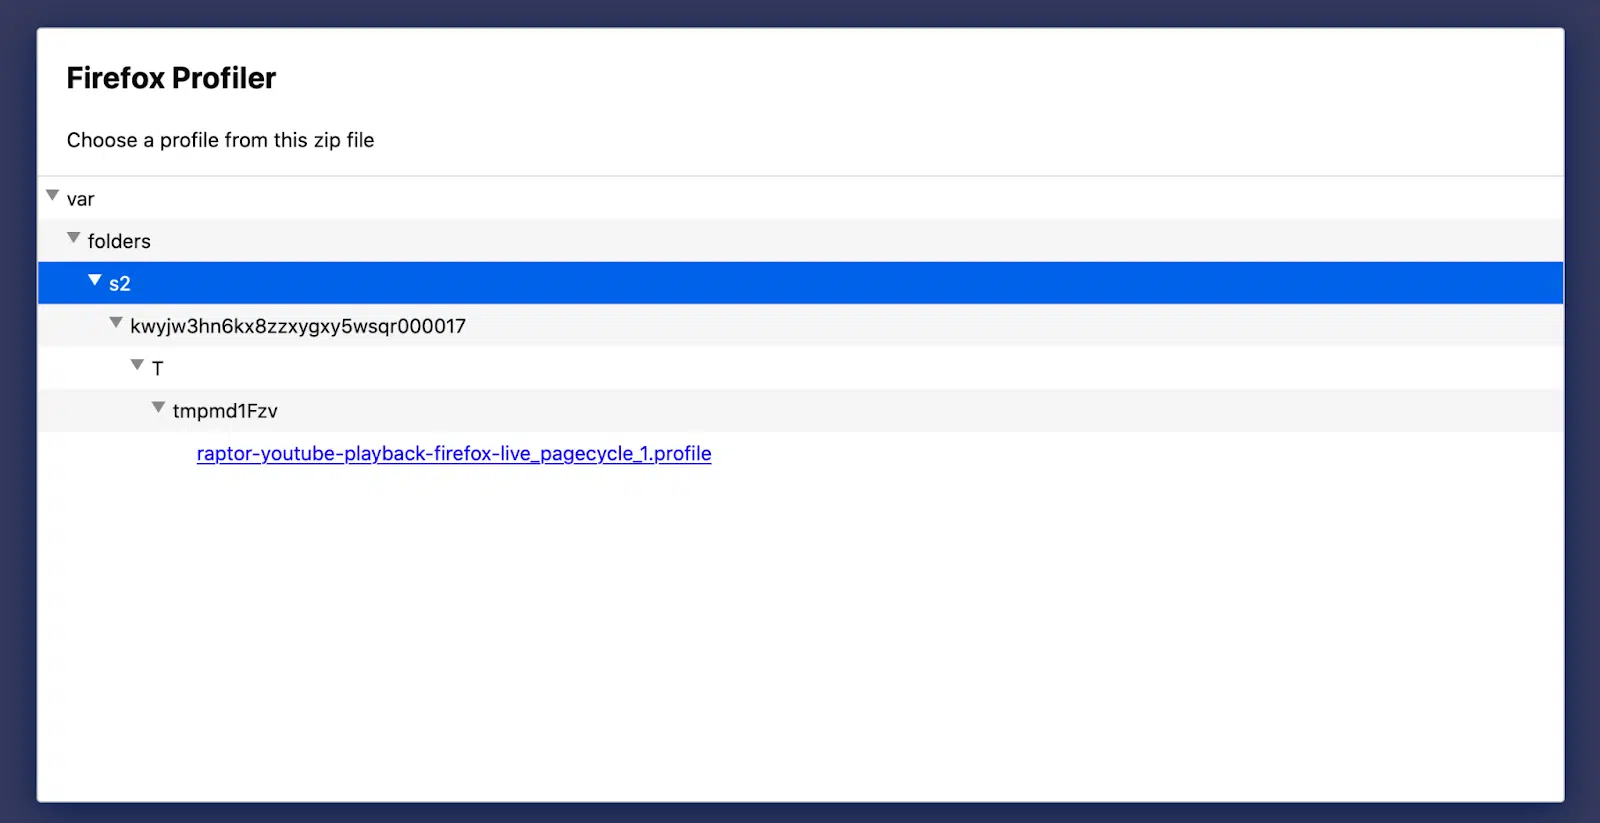 Firefox Profiler
Choose a profile from this zip file
var
folders
s2
kwyjw3hn6kx8zzxygxy5wsqr000017
T
tmpmd1Fzv
raptor-youtube-playback-firefox-live_pagecycle_1.profile